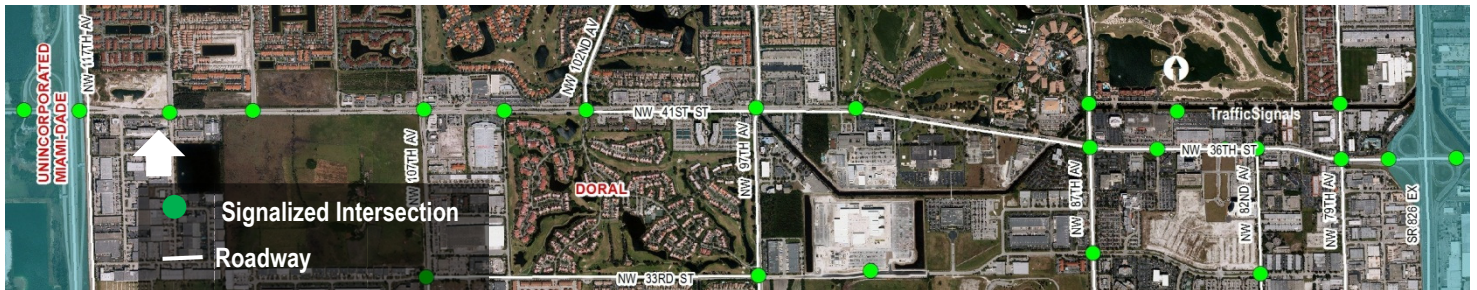 UNINCORPORATED
MIAMI-DADE
NW 117TH AV
NW 102ND AV
NW 41ST ST
TrafficSignals
NW 36TH ST
NW 107TH AV
DORAL
NW 97TH AV
NW 87TH AV
NW 82ND AV
NW 79TH AV
SR 826 EX
Signalized Intersection
Roadway
NW 33RD ST